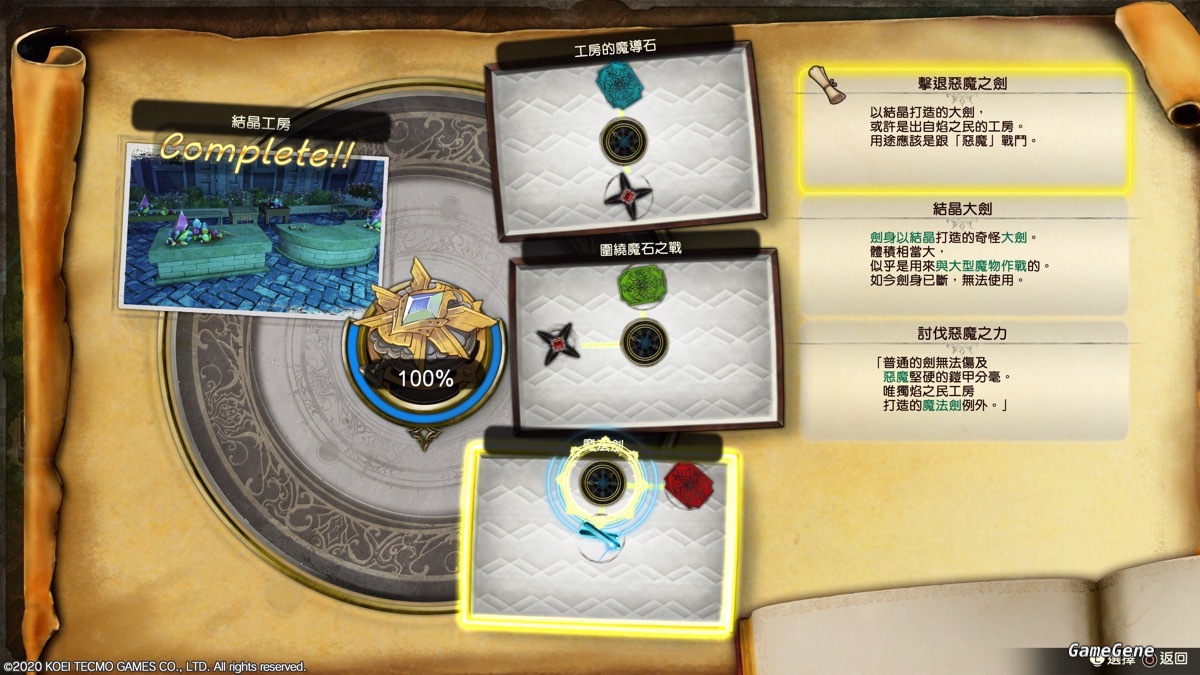 結晶工房
Complete!!
100%
工房的魔導石
圍繞魔石之戰
魔法劍
擊退惡魔之劍
以結晶打造的大劍，
或許是出自焰之民的工房。
用途應該是跟「惡魔」戰鬥。
結晶大劍
劍身以結晶打造的奇怪大劍。
體積相當大，
似乎是用來與大型魔物作戰的。
如今劍身已斷，無法使用。
討伐惡魔之力
「普通的劍無法傷及
惡魔堅硬的鎧甲分毫。
唯獨焰之民工房
打造的魔法劍例外。」
©2020 KOEI TECMO GAMES CO., LTD. All rights reserved.
GameGene
L 選擇 返回